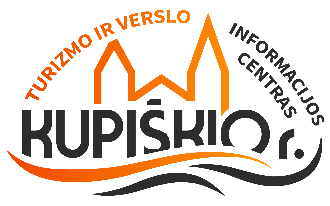 TURIZMO IR VERSLO
INFORMACIJOS
CENTRAS
KUPIŠKIO r.